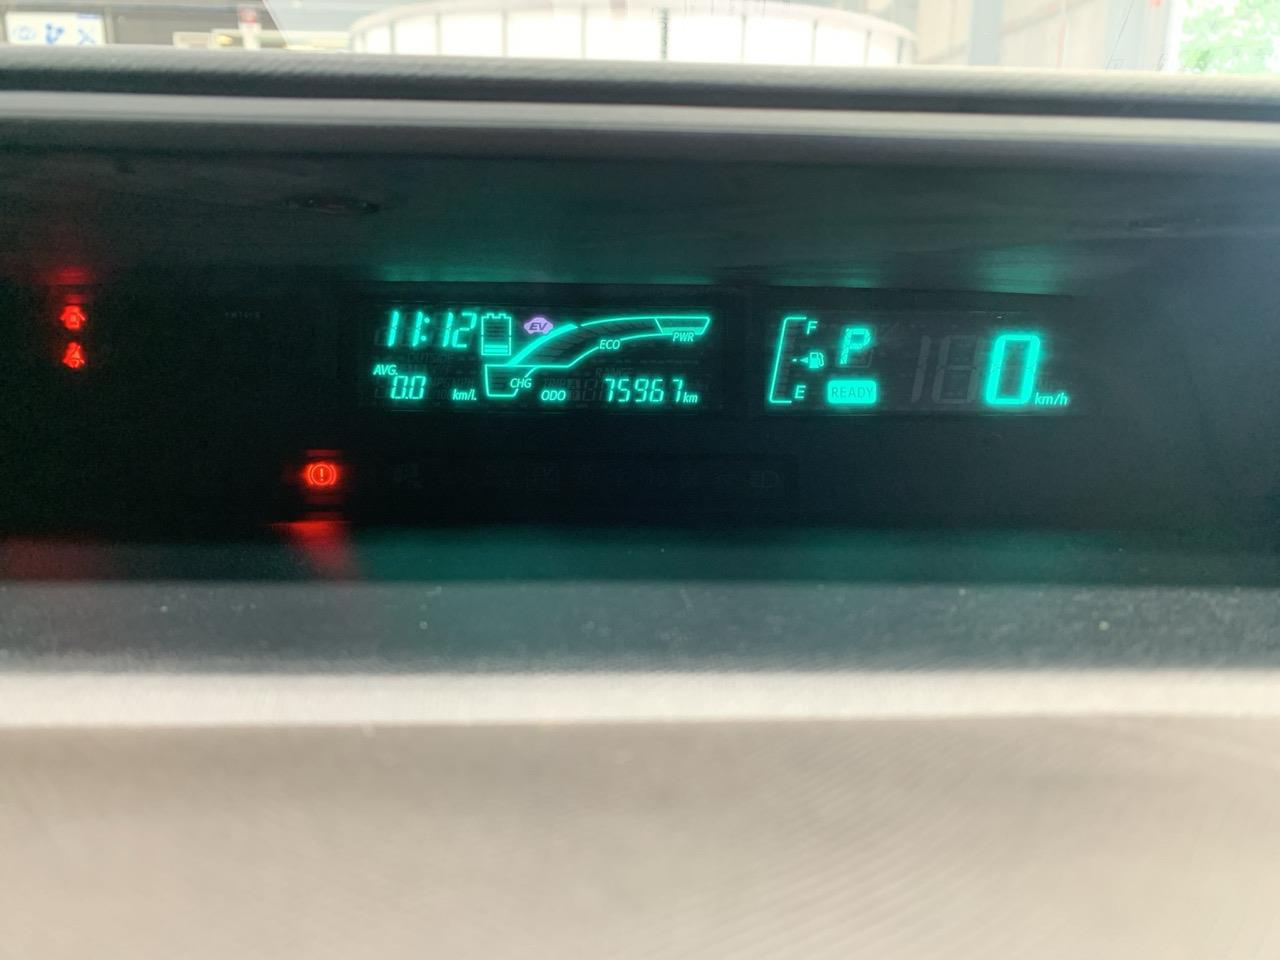 11:12
EV
ECO
PWR
AVG.
0.0 km/L
CHG
ODO 75967 km
F
E
P
READY
0 km/h